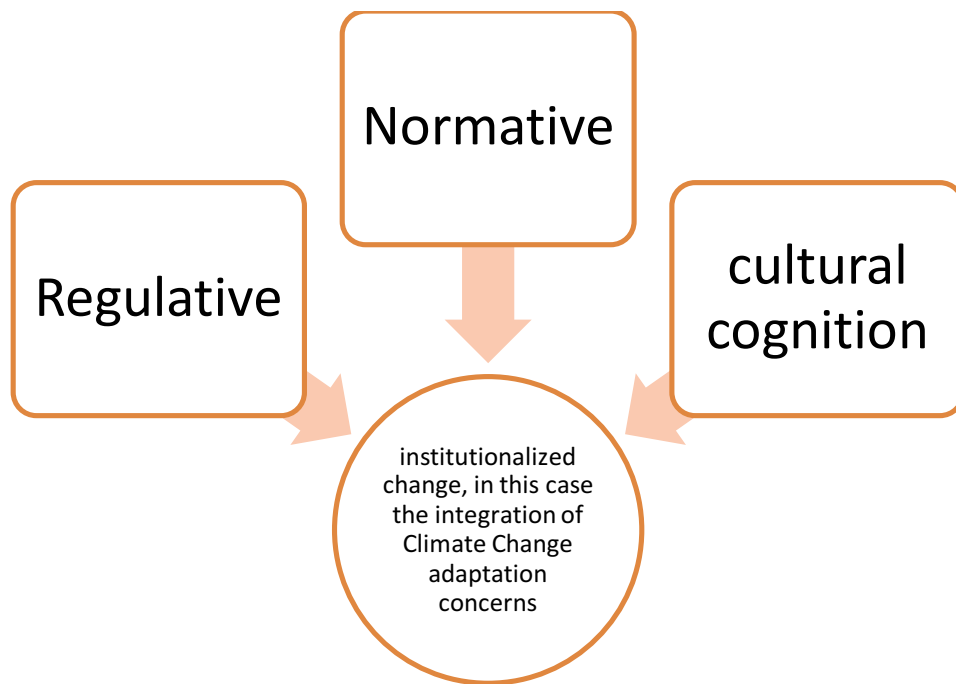 Normative
Regulative
cultural
cognition
institutionalized
change, in this case
the integration of
Climate Change
adaptation
concerns